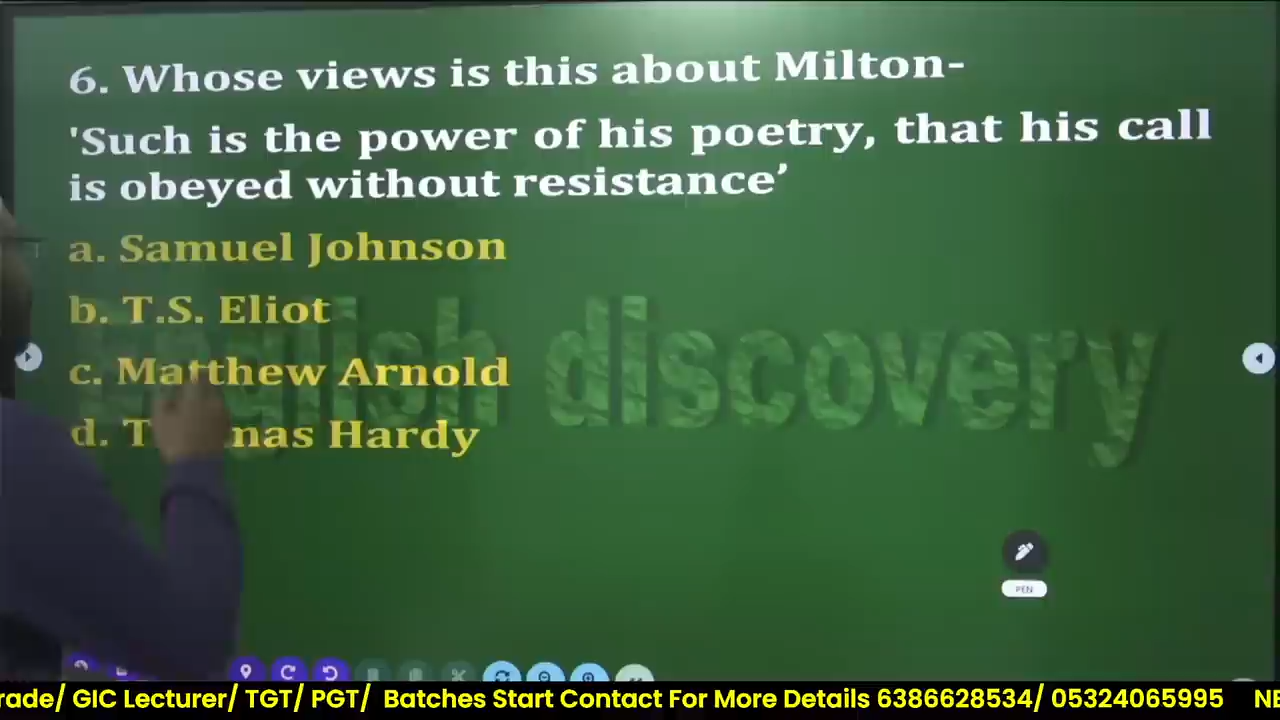 6. Whose views is this about Milton-
'Such is the power of his poetry, that his call
is obeyed without resistance’
a. Samuel Johnson
b. T.S. Eliot
c. Matthew Arnold
d. T mas Hardy
English discovery
PEN
rade/ GIC Lecturer/ TGT/ PGT/ Batches Start Contact For More Details 6386628534/ 05324065995 NE